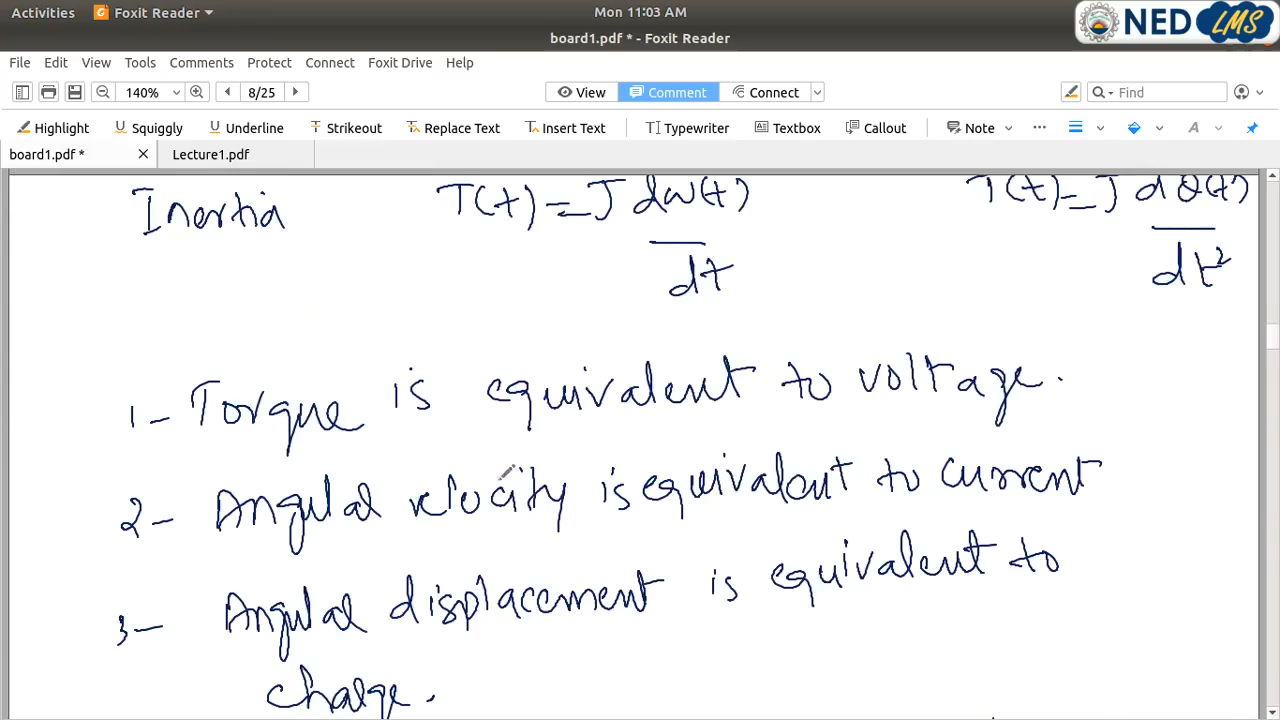 Activities Foxit Reader Mon 11:03 AM NED LMS
board1.pdf * - Foxit Reader
File Edit View Tools Comments Protect Connect Foxit Drive Help
140% 8/25 View Comment Connect Find
Highlight Squiggly Underline Strikeout Replace Text Insert Text Typewriter Textbox Callout Note ... A
board1.pdf * Lecture1.pdf
Inertia T(t) = J dω(t) T(t) = J d θ(t)
dt dt²
1- Torque is equivalent to voltage.
2- Angular velocity is equivalent to current
3- Angular displacement is equivalent to
charge.